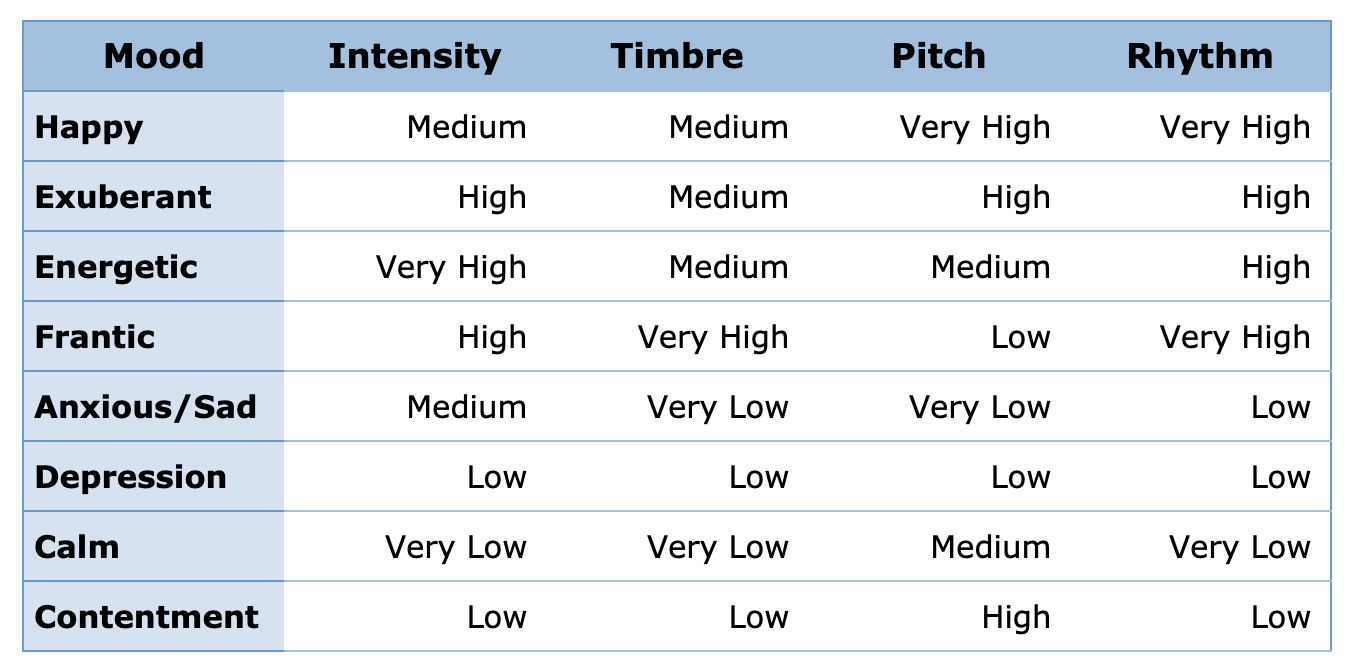 Mood Intensity Timbre Pitch Rhythm
Happy Medium Medium Very High Very High
Exuberant High Medium High High
Energetic Very High Medium Medium High
Frantic High Very High Low Very High
Anxious/Sad Medium Very Low Very Low Low
Depression Low Low Low Low
Calm Very Low Very Low Medium Very Low
Contentment Low Low High Low